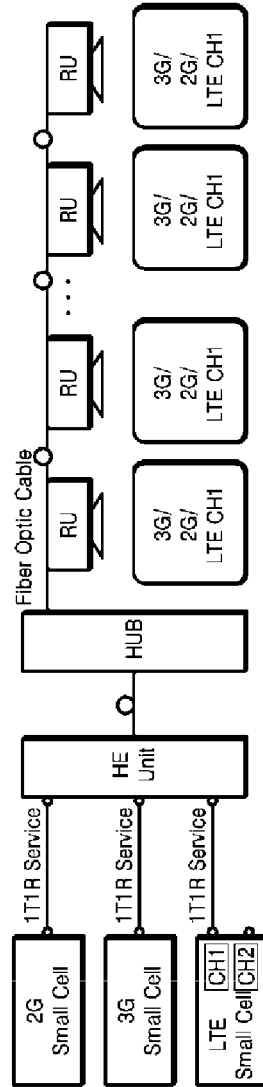 2G
Small Cell
1T1R Service
3G
Small Cell
1T1R Service
LTE
Small Cell
CH1
CH2
1T1R Service
HE
Unit
HUB
Fiber Optic Cable
RU
RU
...
RU
RU
3G/
2G/
LTE CH1
3G/
2G/
LTE CH1
3G/
2G/
LTE CH1
3G/
2G/
LTE CH1